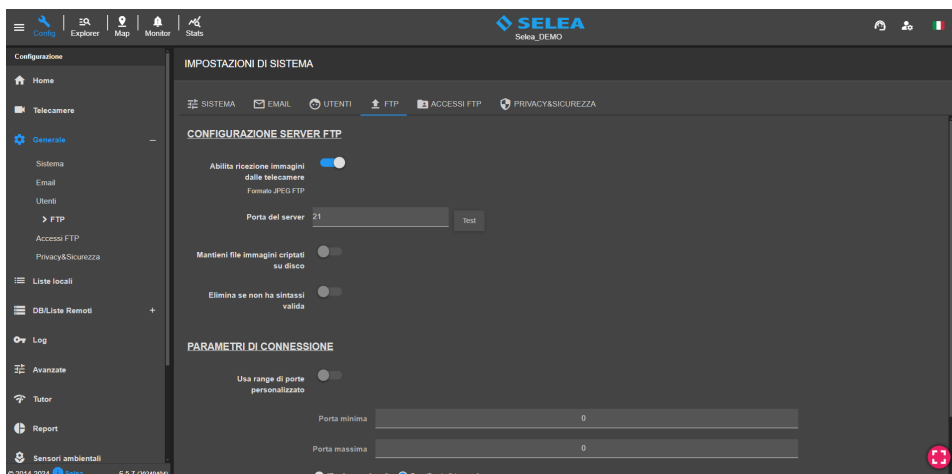 Config
Explorer
Map
Monitor
Stats
SELEA
Selea_DEMO
Configurazione
Home
Telecamere
Generale
Sistema
Email
Utenti
FTP
Accessi FTP
Privacy&Sicurezza
Liste locali
DB/Liste Remoti
Log
Avanzate
Tutor
Report
Sensori ambientali
IMPOSTAZIONI DI SISTEMA
SISTEMA
EMAIL
UTENTI
FTP
ACCESSI FTP
PRIVACY&SICUREZZA
CONFIGURAZIONE SERVER FTP
Abilita ricezione immagini
dalle telecamere
Formato JPEG FTP
Porta del server
21
Test
Mantieni file immagini criptati
su disco
Elimina se non ha sintassi
valida
PARAMETRI DI CONNESSIONE
Usa range di porte
personalizzato
Porta minima
0
Porta massima
0